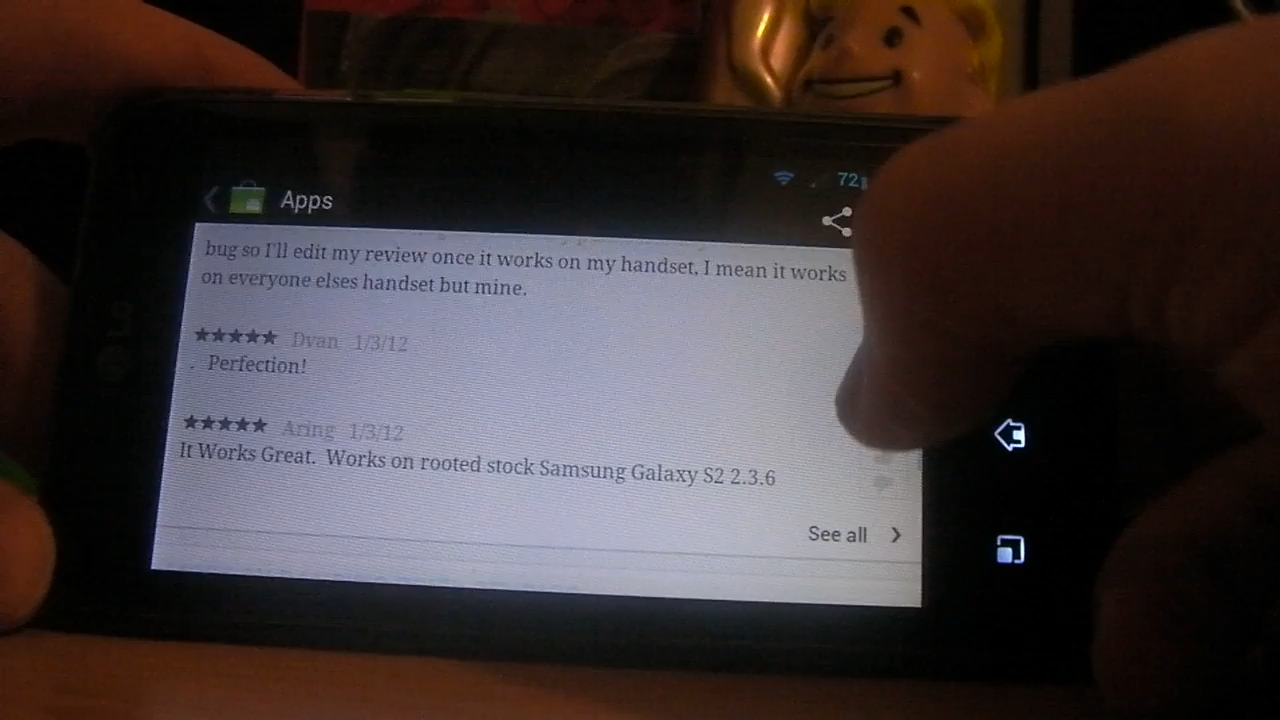 72
Apps
bug so I'll edit my review once it works on my handset, I mean it works
on everyone elses handset but mine.
★★★★★ Dvan 1/3/12
. Perfection!
★★★★★ Aring 1/3/12
It Works Great. Works on rooted stock Samsung Galaxy S2 2.3.6
See all
LG